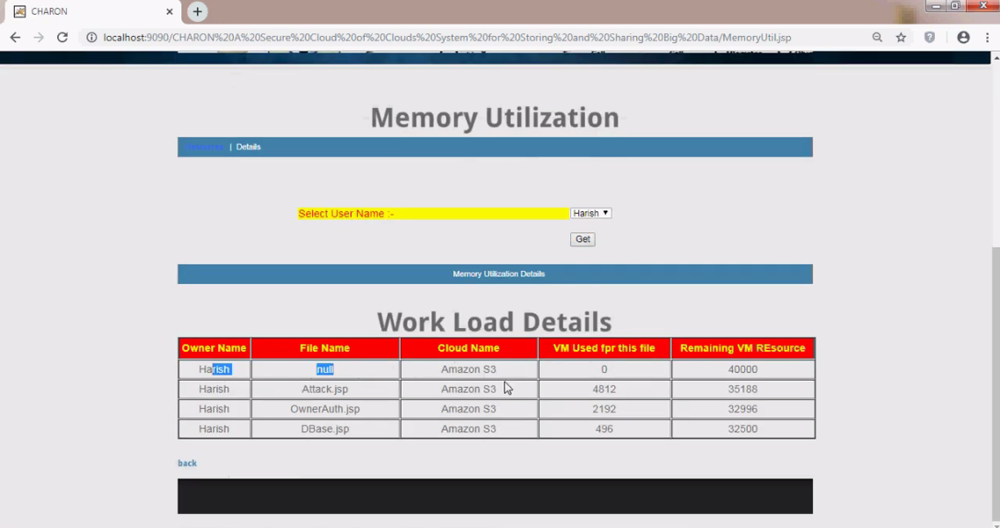 CHARON
localhost:9090/CHARON%20A%20Secure%20Cloud%20of%20Clouds%20System%20for%20Storing%20and%20Sharing%20Big%20Data/MemoryUtil.jsp
Memory Utilization
| Details
Select User Name :-
Harish
Get
Memory Utilization Details
Work Load Details
Owner Name File Name Cloud Name VM Used fpr this file Remaining VM REsource
Harish null Amazon S3 0 40000
Harish Attack.jsp Amazon S3 4812 35188
Harish OwnerAuth.jsp Amazon S3 2192 32996
Harish DBase.jsp Amazon S3 496 32500
back